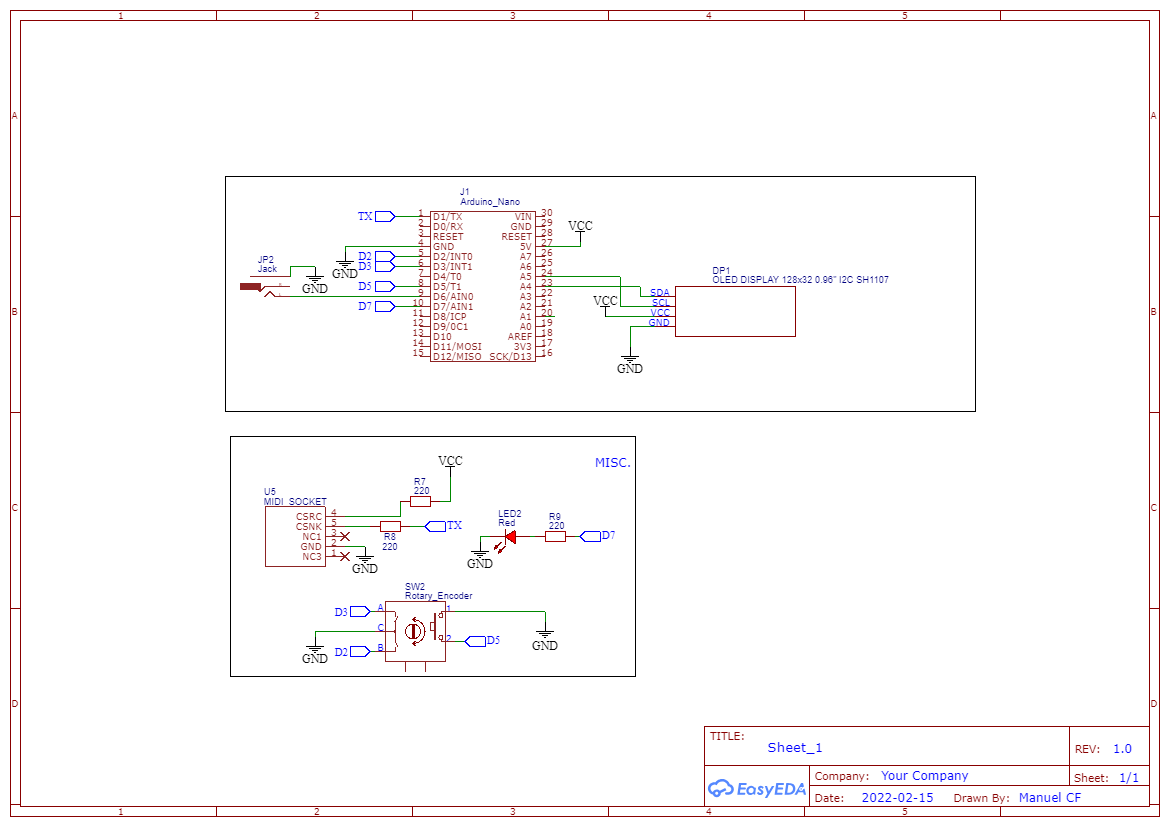 1 2 3 4 5
A A
J1
Arduino_Nano
TX 1 D1/TX VIN 30
2 D0/RX GND 29
3 RESET RESET 28 VCC
4 GND 5V 27
D2 5 D2/INT0 A7 26
JP2
Jack
D3 6 D3/INT1 A6 25
GND
7 D4/T0 A5 24
DP1
OLED DISPLAY 128x32 0.96" I2C SH1107
GND
D5 8 D5/T1 A4 23
9 D6/AIN0 A3 22 SDA
D7 10 D7/AIN1 A2 21 VCC SCL
B 11 D8/ICP A1 20 VCC B
12 D9/0C1 A0 19 GND
13 D10 AREF 18
14 D11/MOSI 3V3 17
15 D12/MISO SCK/D13 16
GND
VCC MISC.
R7
220
U5
MIDI_SOCKET
C C
CSRC 4
CSNK 5
NC1 3
GND 2
NC3 1
R8
220
TX
GND
LED2
Red
R9
220
D7
GND
SW2
Rotary_Encoder
D3 A 1
C
D2 B 2 D5
GND GND
D D
TITLE:
Sheet_1
REV: 1.0
EasyEDA
Company: Your Company
Sheet: 1/1
Date: 2022-02-15 Drawn By: Manuel CF
1 2 3 4 5